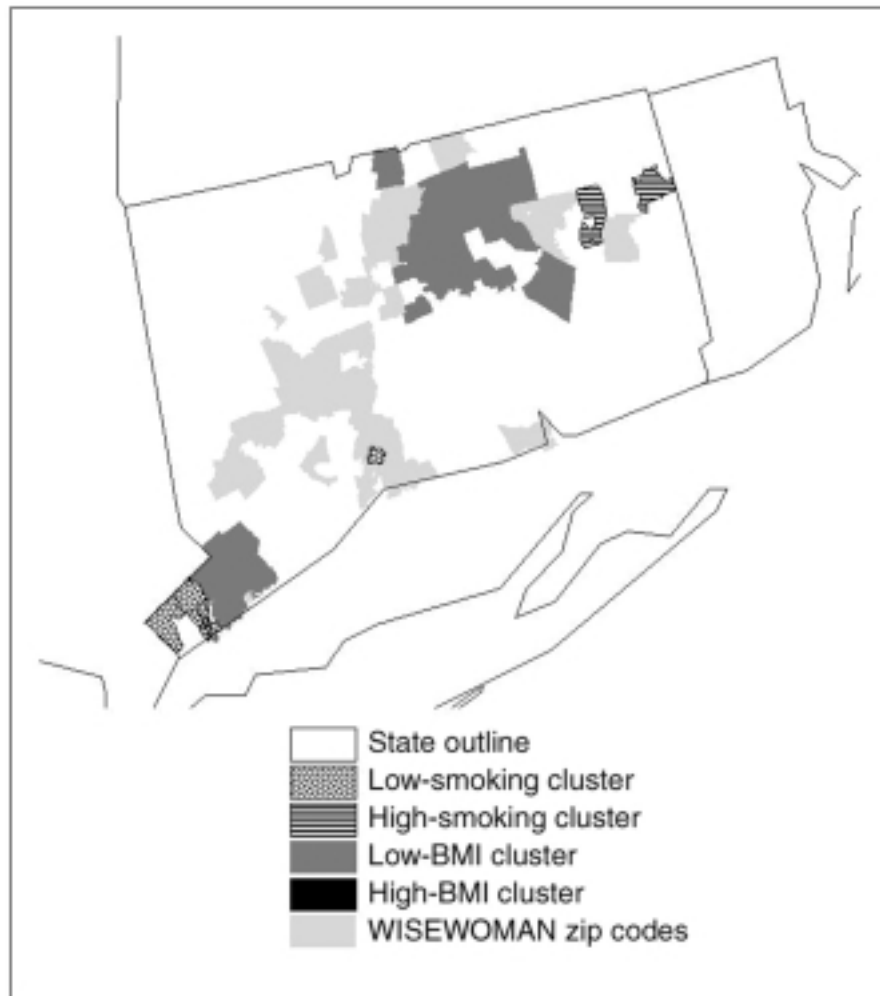 State outline
Low-smoking cluster
High-smoking cluster
Low-BMI cluster
High-BMI cluster
WISEWOMAN zip codes